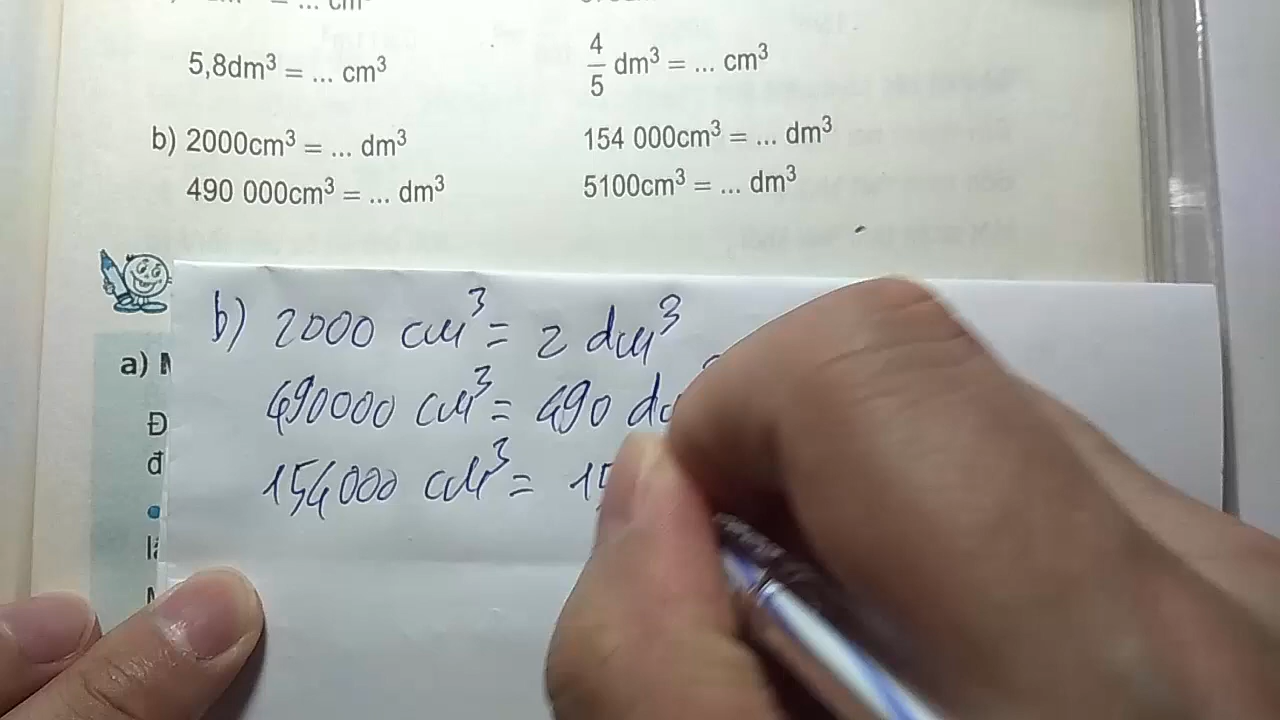 ... cm
5,8dm³ = ... cm³
4/5 dm³ = ... cm³
b) 2000cm³ = ... dm³
154 000cm³ = ... dm³
490 000cm³ = ... dm³
5100cm³ = ... dm³
a)
Đ
đ
b) 2000 cm³ = 2 dm³
490000 cm³ = 490 d
154000 cm³ = 15